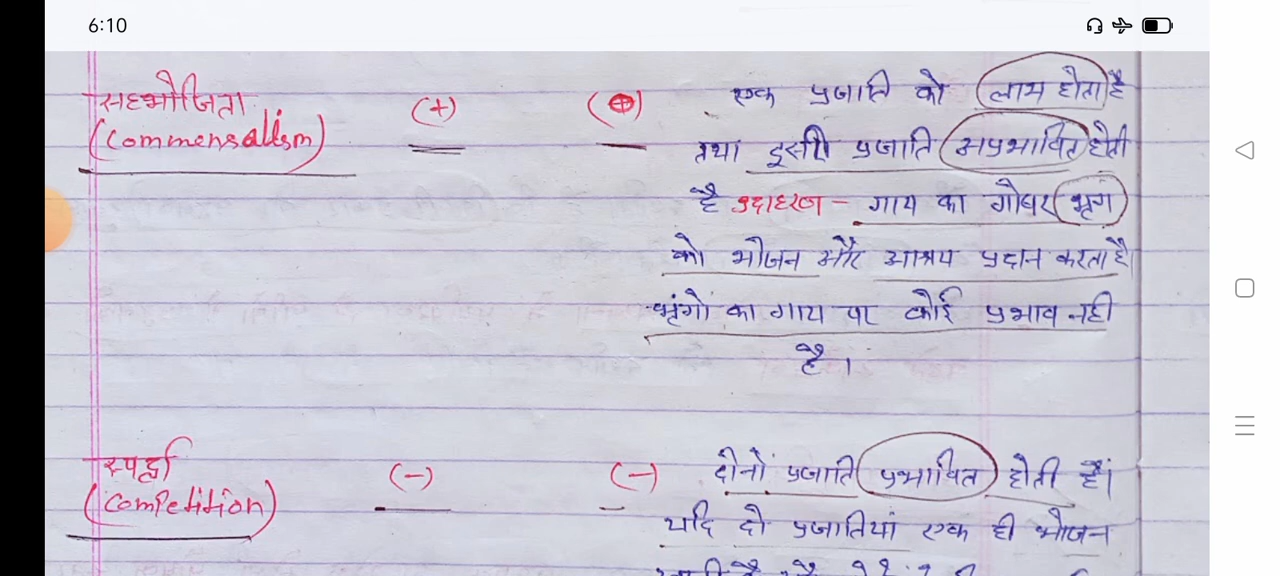 6:10
सहभोजिता (+) (⊕) एक प्रजाति को लाभ होता है
(Commensalism) तथा दूसरी प्रजाति अप्रभावित होती
है उदाहरण - गाय का गोबर भृंग
को भोजन और आश्रय प्रदान करता है।
भृंगो का गाय पर कोई प्रभाव नही
है।
स्पर्द्धा (-) (-) दोनों प्रजाति प्रभावित होती हैं।
(Competition) यदि दो प्रजातियां एक ही भोजन